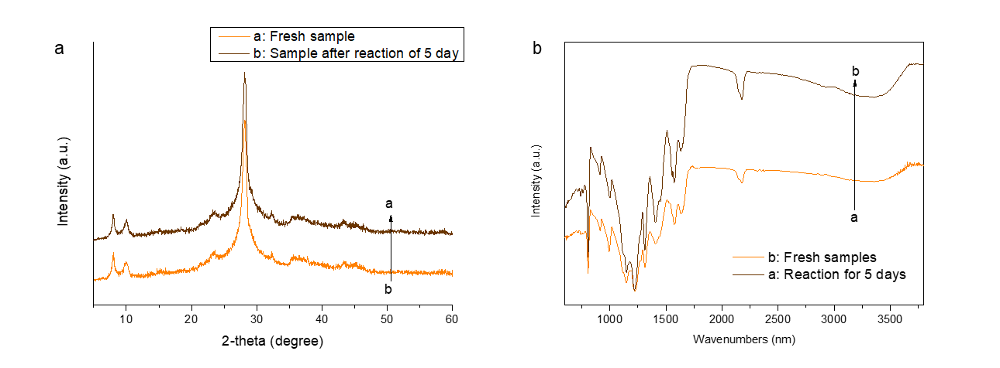 a
a: Fresh sample
b: Sample after reaction of 5 day
Intensity (a.u.)
a
b
10 20 30 40 50 60
2-theta (degree)
b
Intensity (a.u.)
b
a
b: Fresh samples
a: Reaction for 5 days
1000 1500 2000 2500 3000 3500
Wavenumbers (nm)